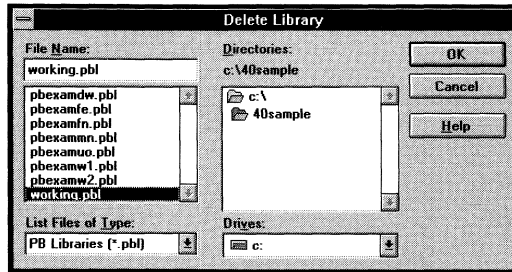 Delete Library
File Name:
working.pbl
pbexamdw.pbl
pbexamfe.pbl
pbexamfn.pbl
pbexammn.pbl
pbexamuo.pbl
pbexamw1.pbl
pbexamw2.pbl
working.pbl
List Files of Type:
PB Libraries (*.pbl)
Directories:
c:\40sample
c:\
40sample
Drives:
c:
OK
Cancel
Help